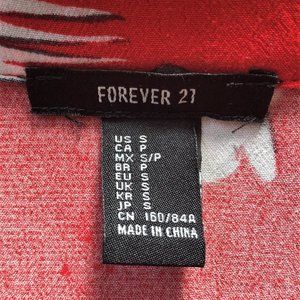 FOREVER 21
US S
CA P
MX S/P
BR P
EU S
UK S
KR S
JP S
CN 160/84A
MADE IN CHINA